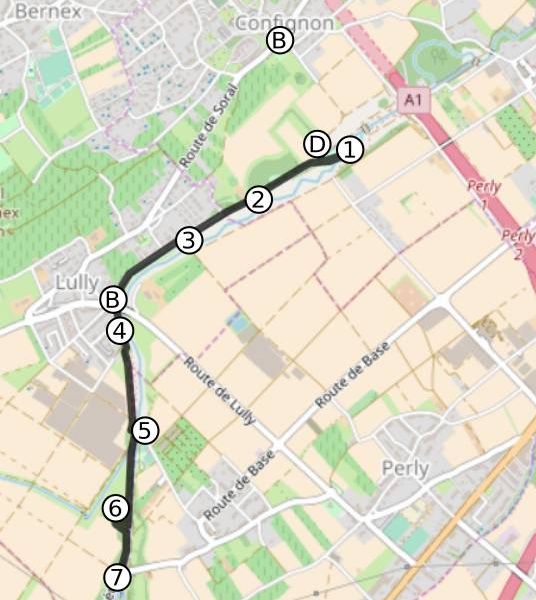 Bernex
Confignon
B
A1
Route de Soral
D
1
2
Perly
1
3
Perly
2
Lully
B
4
Route de Lully
Route de Base
5
Perly
Route de Base
6
7